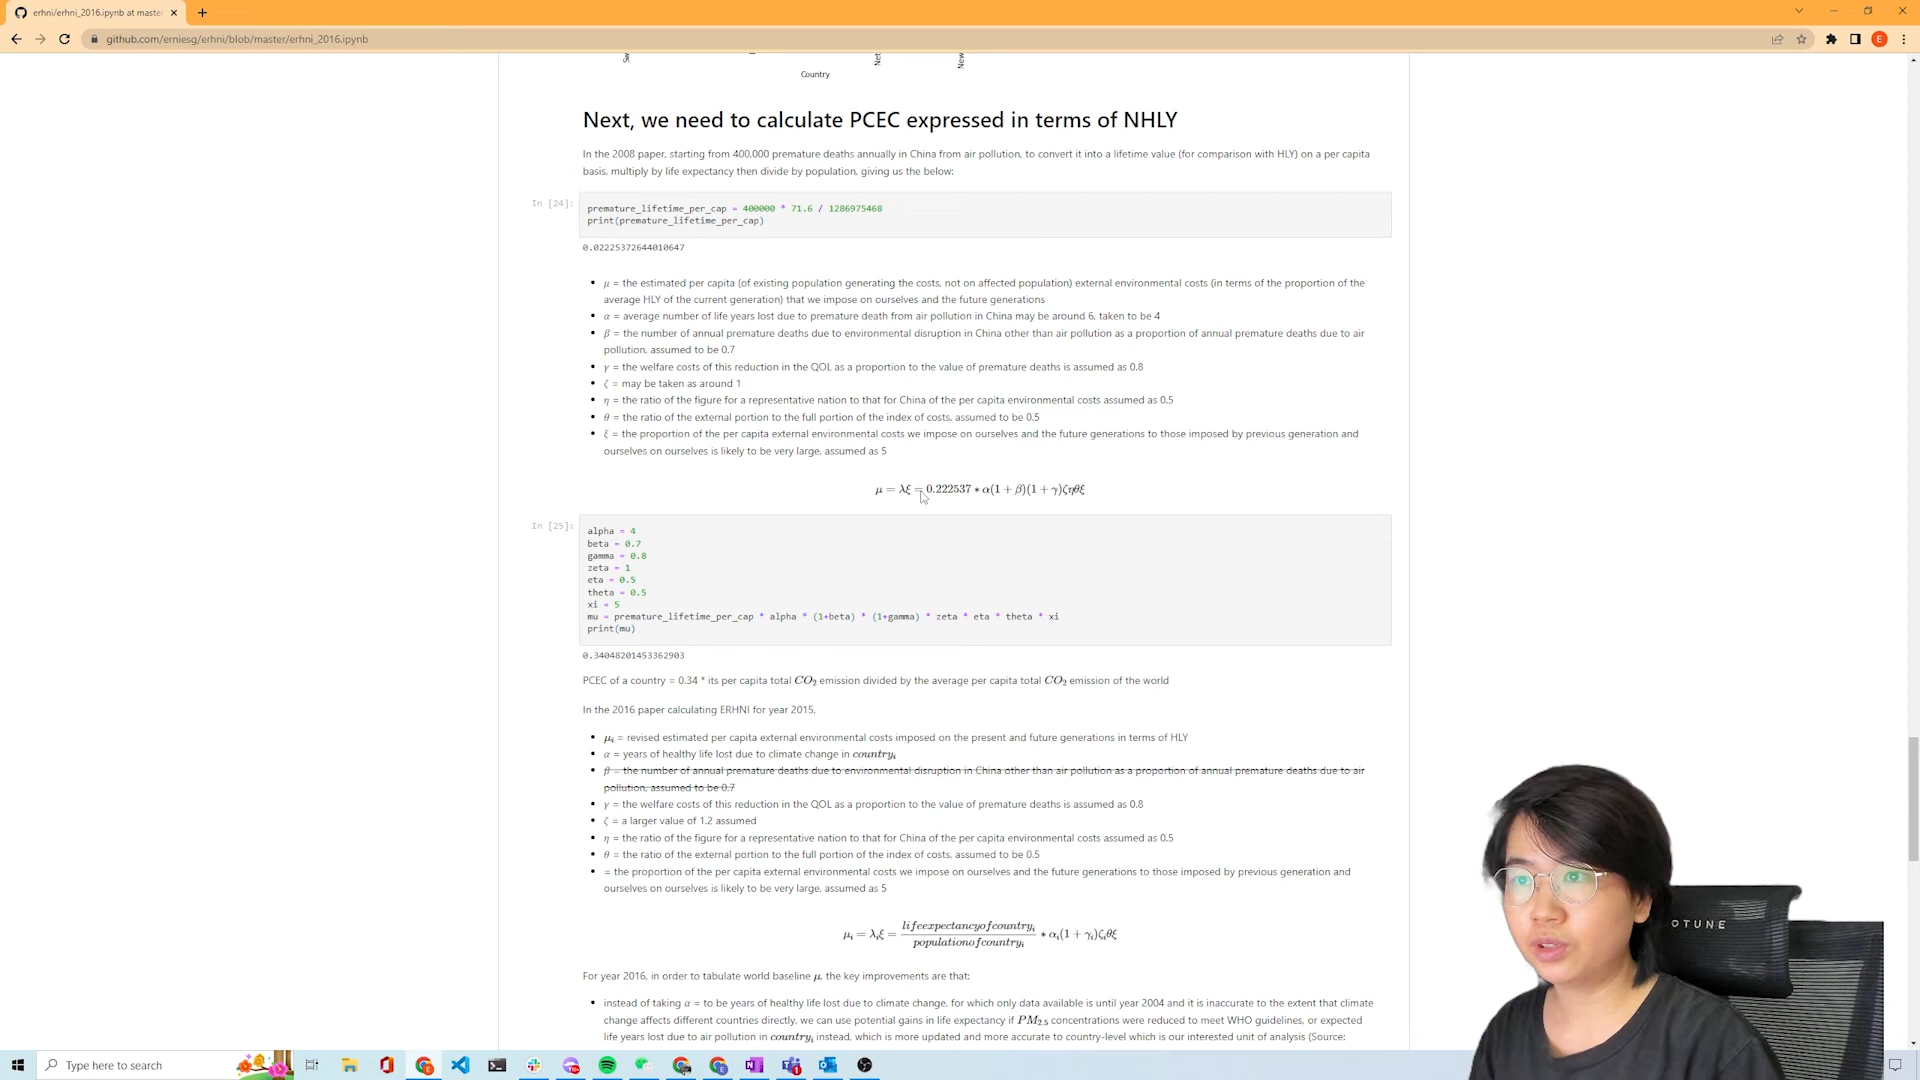 erhni/erhni_2016.ipynb at master
github.com/erniesg/erhni/blob/master/erhni_2016.ipynb
E
Sw
Net
New
Country
Next, we need to calculate PCEC expressed in terms of NHLY
In the 2008 paper, starting from 400,000 premature deaths annually in China from air pollution, to convert it into a lifetime value (for comparison with HLY) on a per capita
basis, multiply by life expectancy then divide by population, giving us the below:
In [24]:
premature_lifetime_per_cap = 400000 * 71.6 / 1286975468
print(premature_lifetime_per_cap)
0.02225372644010647
• μ = the estimated per capita (of existing population generating the costs, not on affected population) external environmental costs (in terms of the proportion of the
average HLY of the current generation) that we impose on ourselves and the future generations
• α = average number of life years lost due to premature death from air pollution in China may be around 6, taken to be 4
• β = the number of annual premature deaths due to environmental disruption in China other than air pollution as a proportion of annual premature deaths due to air
pollution, assumed to be 0.7
• γ = the welfare costs of this reduction in the QOL as a proportion to the value of premature deaths is assumed as 0.8
• ζ = may be taken as around 1
• η = the ratio of the figure for a representative nation to that for China of the per capita environmental costs assumed as 0.5
• θ = the ratio of the external portion to the full portion of the index of costs, assumed to be 0.5
• ξ = the proportion of the per capita external environmental costs we impose on ourselves and the future generations to those imposed by previous generation and
ourselves on ourselves is likely to be very large, assumed as 5
μ = λξ = 0.222537 * α(1 + β)(1 + γ)ζηθξ
In [25]:
alpha = 4
beta = 0.7
gamma = 0.8
zeta = 1
eta = 0.5
theta = 0.5
xi = 5
mu = premature_lifetime_per_cap * alpha * (1+beta) * (1+gamma) * zeta * eta * theta * xi
print(mu)
0.34048201453362903
PCEC of a country = 0.34 * its per capita total CO₂ emission divided by the average per capita total CO₂ emission of the world
In the 2016 paper calculating ERHNI for year 2015,
• μᵢ = revised estimated per capita external environmental costs imposed on the present and future generations in terms of HLY
• α = years of healthy life lost due to climate change in countryᵢ
• β = the number of annual premature deaths due to environmental disruption in China other than air pollution as a proportion of annual premature deaths due to air
pollution, assumed to be 0.7
• γ = the welfare costs of this reduction in the QOL as a proportion to the value of premature deaths is assumed as 0.8
• ζ = a larger value of 1.2 assumed
• η = the ratio of the figure for a representative nation to that for China of the per capita environmental costs assumed as 0.5
• θ = the ratio of the external portion to the full portion of the index of costs, assumed to be 0.5
• = the proportion of the per capita external environmental costs we impose on ourselves and the future generations to those imposed by previous generation and
ourselves on ourselves is likely to be very large, assumed as 5
μᵢ = λᵢξ = lifeexpectancyofcountryᵢ / populationofcountryᵢ * αᵢ(1 + γᵢ)ζᵢθξ
For year 2016, in order to tabulate world baseline μ, the key improvements are that:
• instead of taking α = to be years of healthy life lost due to climate change, for which only data available is until year 2004 and it is inaccurate to the extent that climate
change affects different countries directly, we can use potential gains in life expectancy if PM₂.₅ concentrations were reduced to meet WHO guidelines, or expected
life years lost due to air pollution in countryᵢ instead, which is more updated and more accurate to country-level which is our interested unit of analysis (Source:
OTUNE
Type here to search